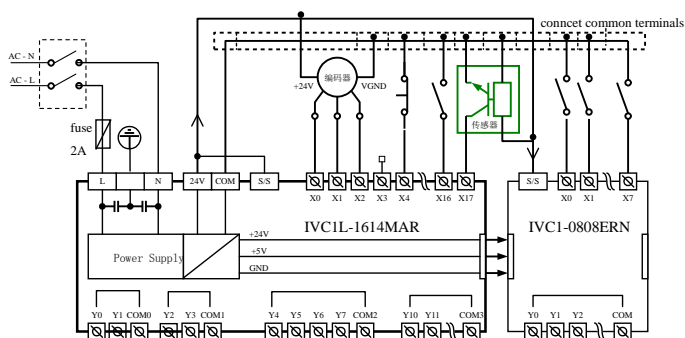 conncet common terminals
AC - N
AC - L
+24V
编码器
VGND
fuse
2A
传感器
L
N
24V
COM
S/S
X0
X1
X2
X3
X4
X16
X17
S/S
X0
X1
X7
IVC1L-1614MAR
IVC1-0808ERN
Power Supply
+24V
+5V
GND
Y0
Y1
COM0
Y2
Y3
COM1
Y4
Y5
Y6
Y7
COM2
Y10
Y11
COM3
Y0
Y1
Y2
COM